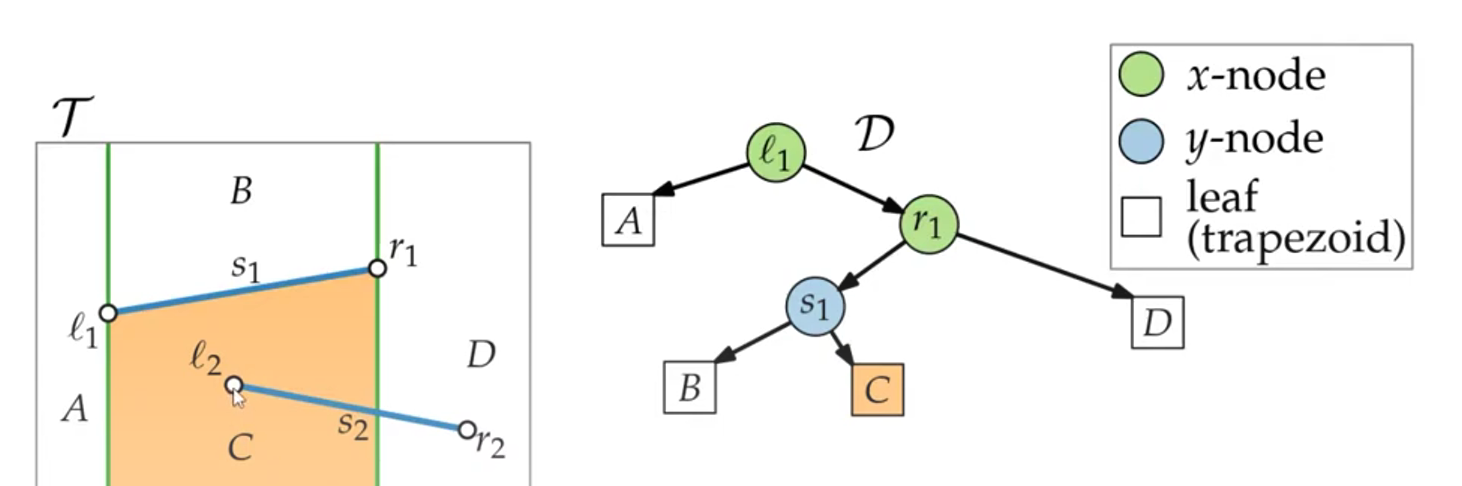 𝒯
B
r₁
s₁
ℓ₁
ℓ₂
D
A
s₂
r₂
C
𝒟
ℓ₁
A
r₁
s₁
D
B
C
x-node
y-node
leaf
(trapezoid)